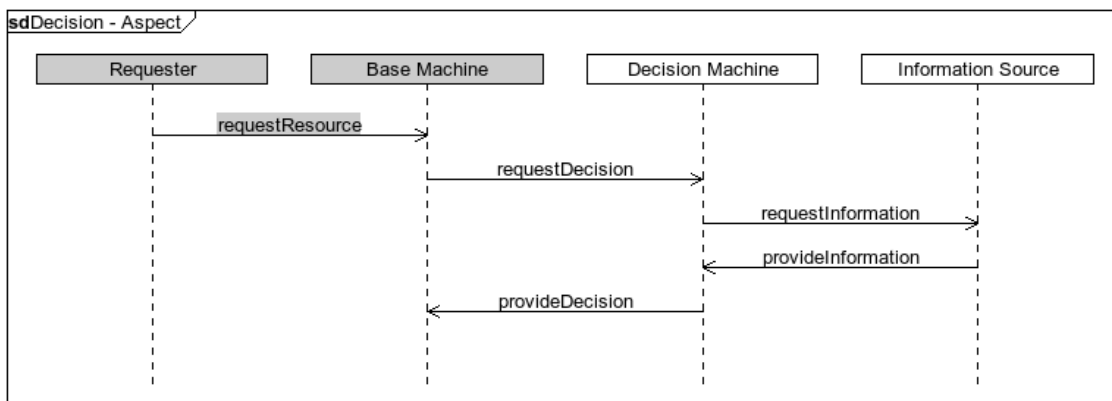 sdDecision - Aspect
Requester Base Machine Decision Machine Information Source
requestResource
requestDecision
requestInformation
provideInformation
provideDecision